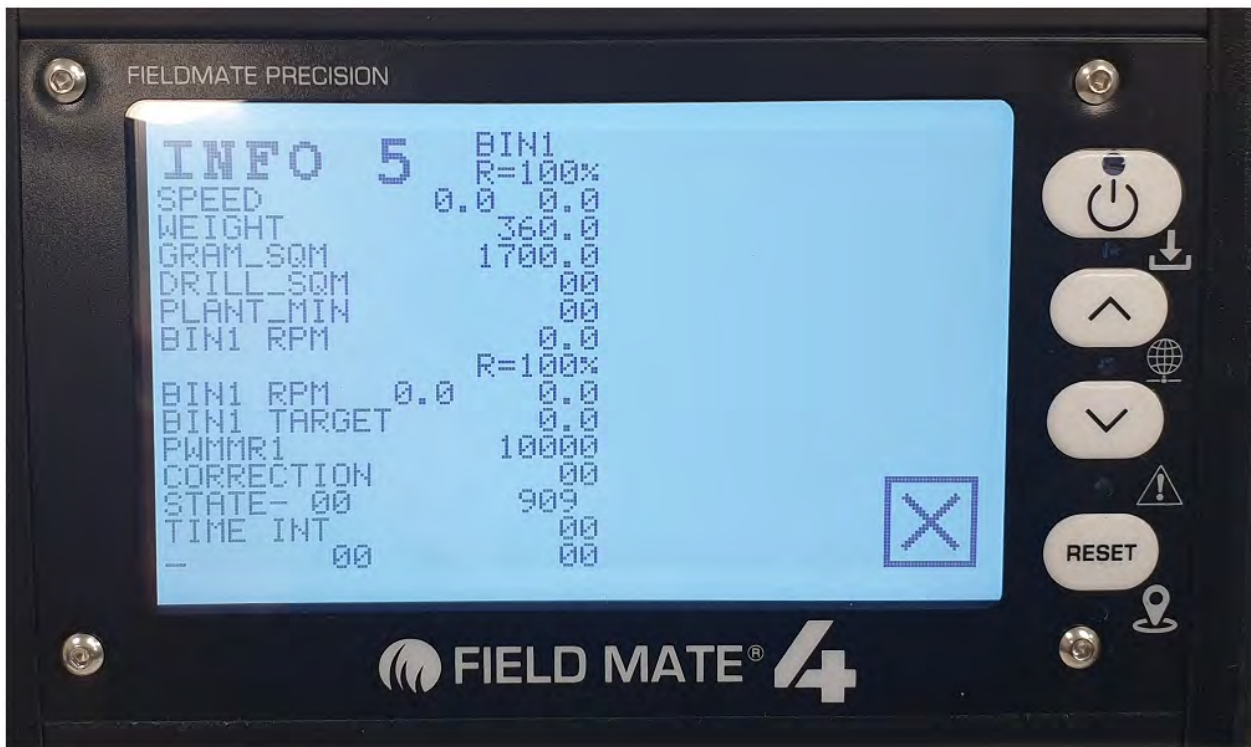 FIELDMATE PRECISION
INFO 5 BIN1
R=100%
SPEED 0.0 0.0
WEIGHT 360.0
GRAM_SQM 1700.0
DRILL_SQM 00
PLANT_MIN 00
BIN1 RPM 0.0
R=100%
BIN1 RPM 0.0 0.0
BIN1 TARGET 0.0
PWMMR1 10000
CORRECTION 00
STATE- 00 909
TIME INT 00
_ 00 00
RESET
FIELD MATE® 4